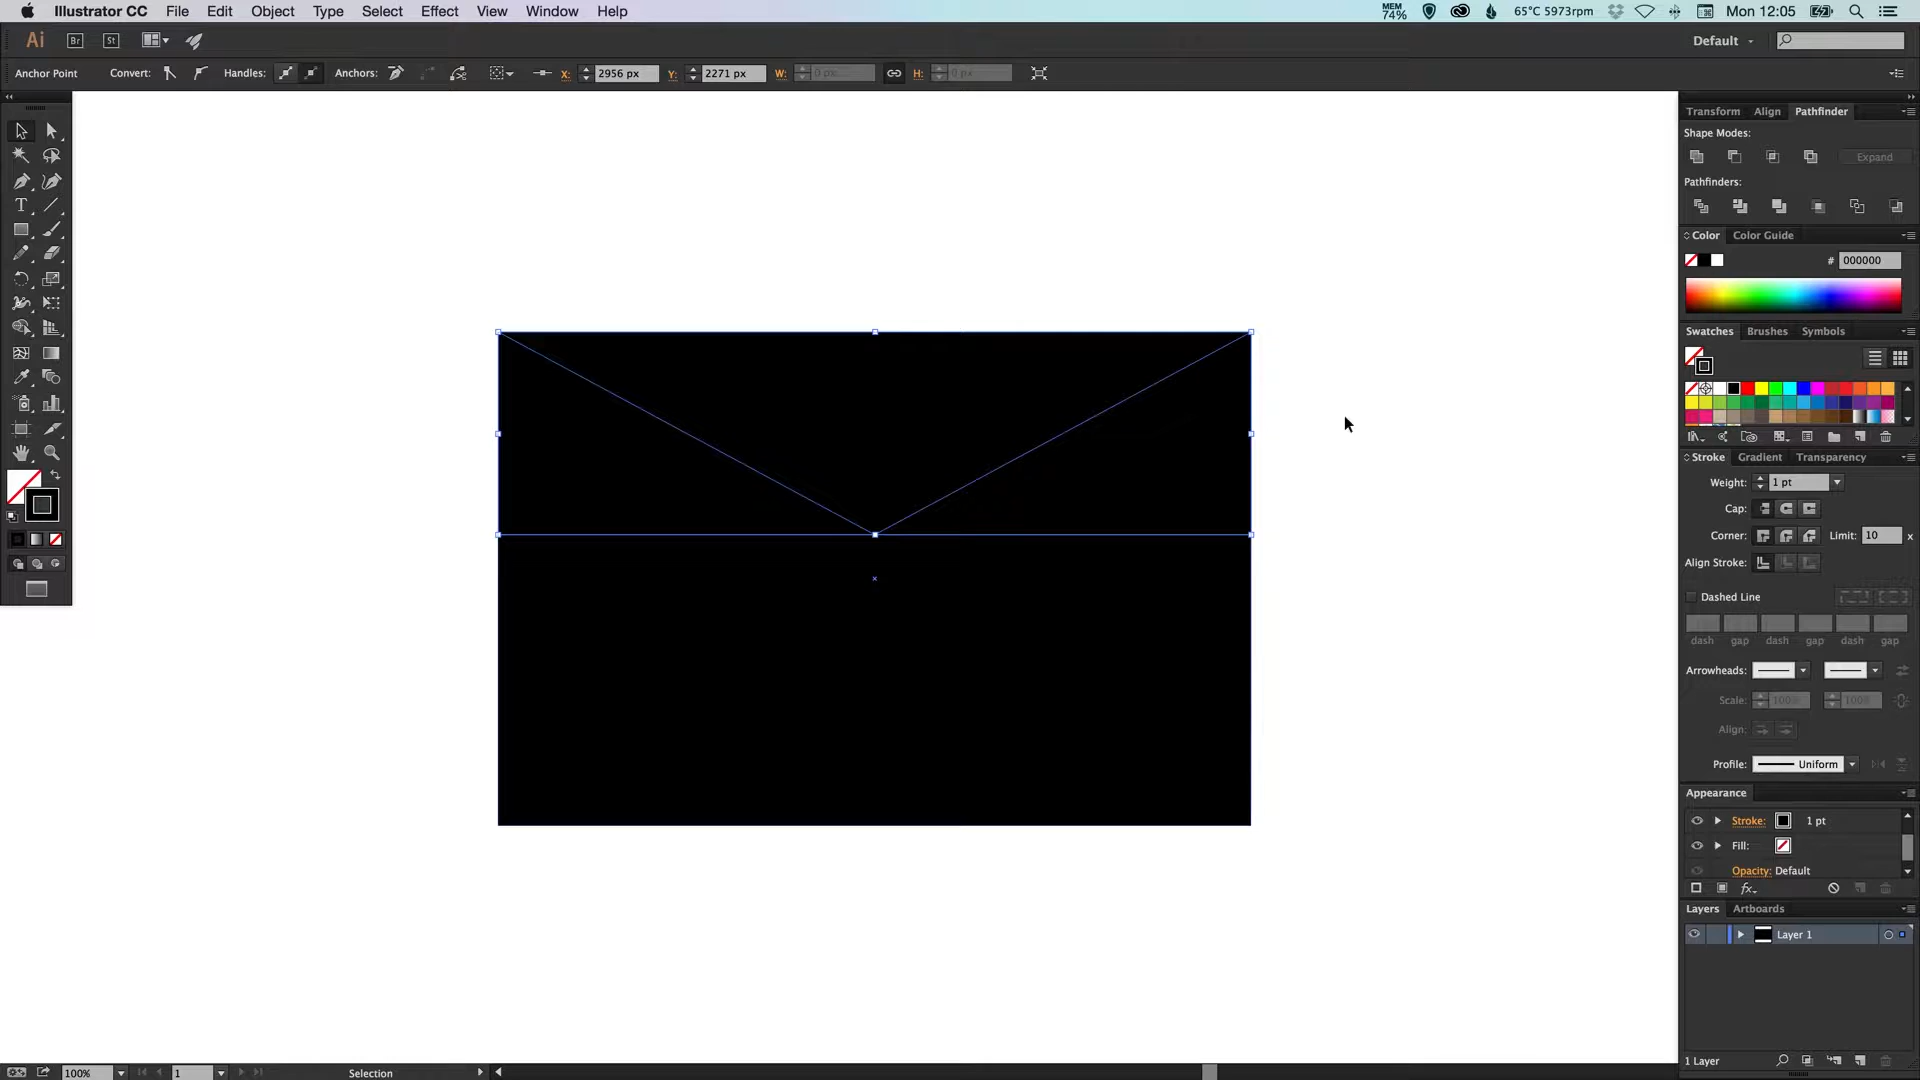 Illustrator CC File Edit Object Type Select Effect View Window Help MEM 74% 65°C 5973rpm Mon 12:05
Ai Br St Default
Anchor Point Convert: Handles: Anchors: X: 2956 px Y: 2271 px W: 0 px H: 0 px
Transform Align Pathfinder
Shape Modes:
Expand
Pathfinders:
Color Color Guide
# 000000
Swatches Brushes Symbols
Stroke Gradient Transparency
Weight: 1 pt
Cap:
Corner: Limit: 10 x
Align Stroke:
Dashed Line
dash gap dash gap dash gap
Arrowheads:
Scale: 100% 100%
Align:
Profile: Uniform
Appearance
Stroke: 1 pt
Fill:
Opacity: Default
fx
Layers Artboards
Layer 1
1 Layer
100% 1 Selection
T